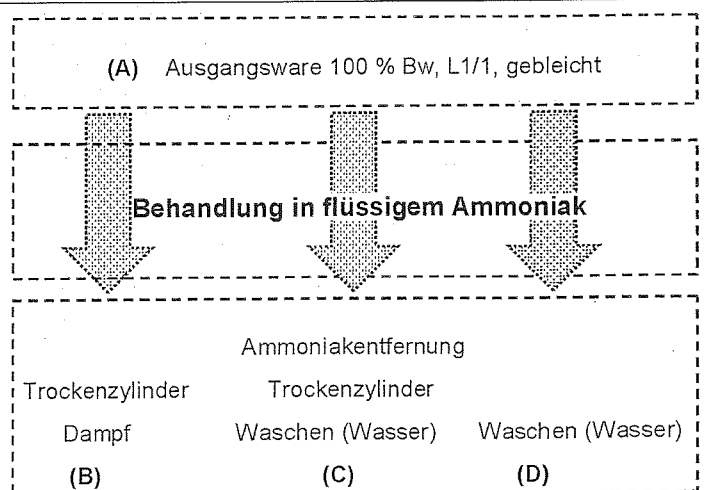 (A) Ausgangsware 100 % Bw, L1/1, gebleicht
Behandlung in flüssigem Ammoniak
Ammoniakentfernung
Trockenzylinder Trockenzylinder
Dampf Waschen (Wasser) Waschen (Wasser)
(B) (C) (D)